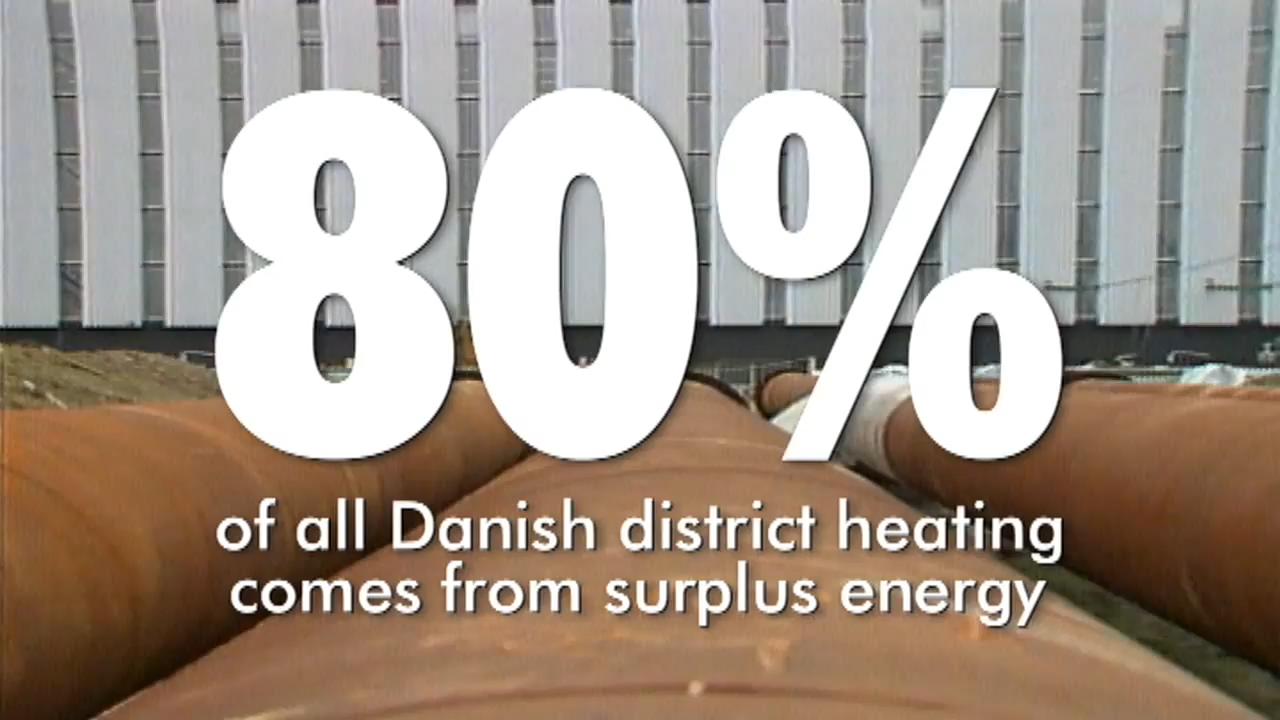 80%
of all Danish district heating
comes from surplus energy